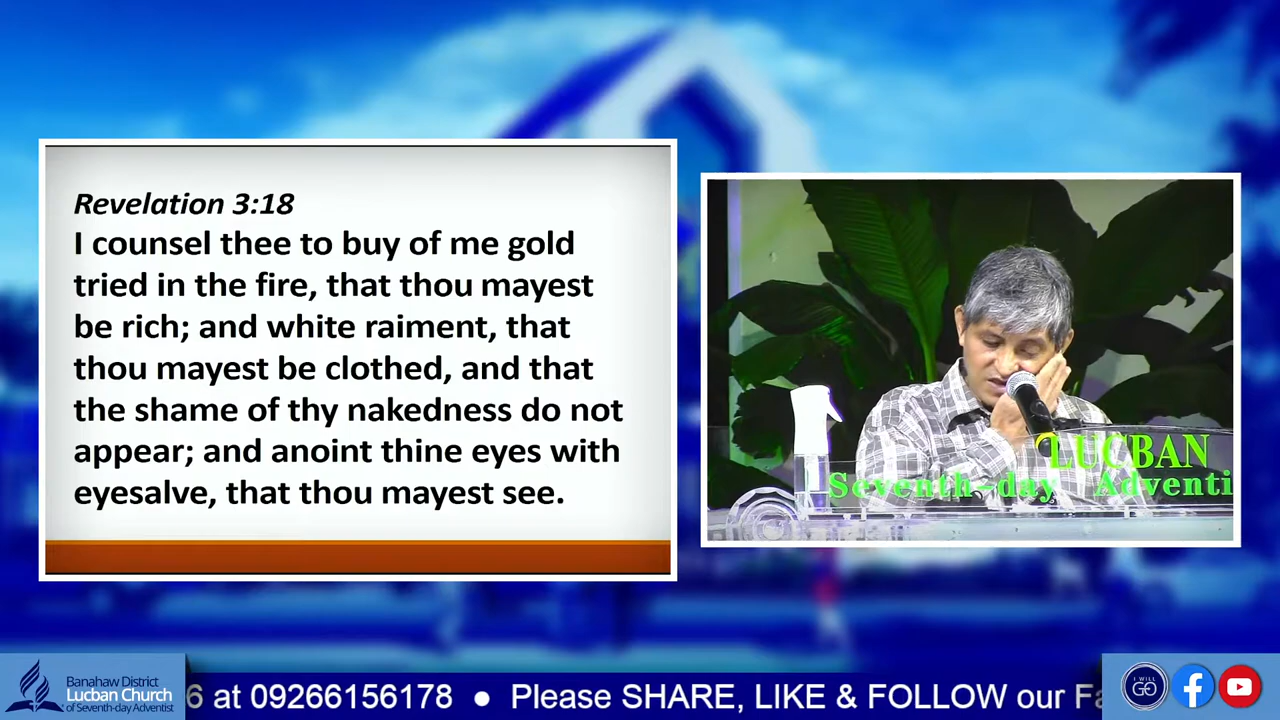 Revelation 3:18
I counsel thee to buy of me gold
tried in the fire, that thou mayest
be rich; and white raiment, that
thou mayest be clothed, and that
the shame of thy nakedness do not
appear; and anoint thine eyes with
eyesalve, that thou mayest see.
LUCBAN
Seventh-day Adventi
Banahaw District
Lucban Church
of Seventh-day Adventist
6 at 09266156178 ● Please SHARE, LIKE & FOLLOW our Fa
I WILL
GO